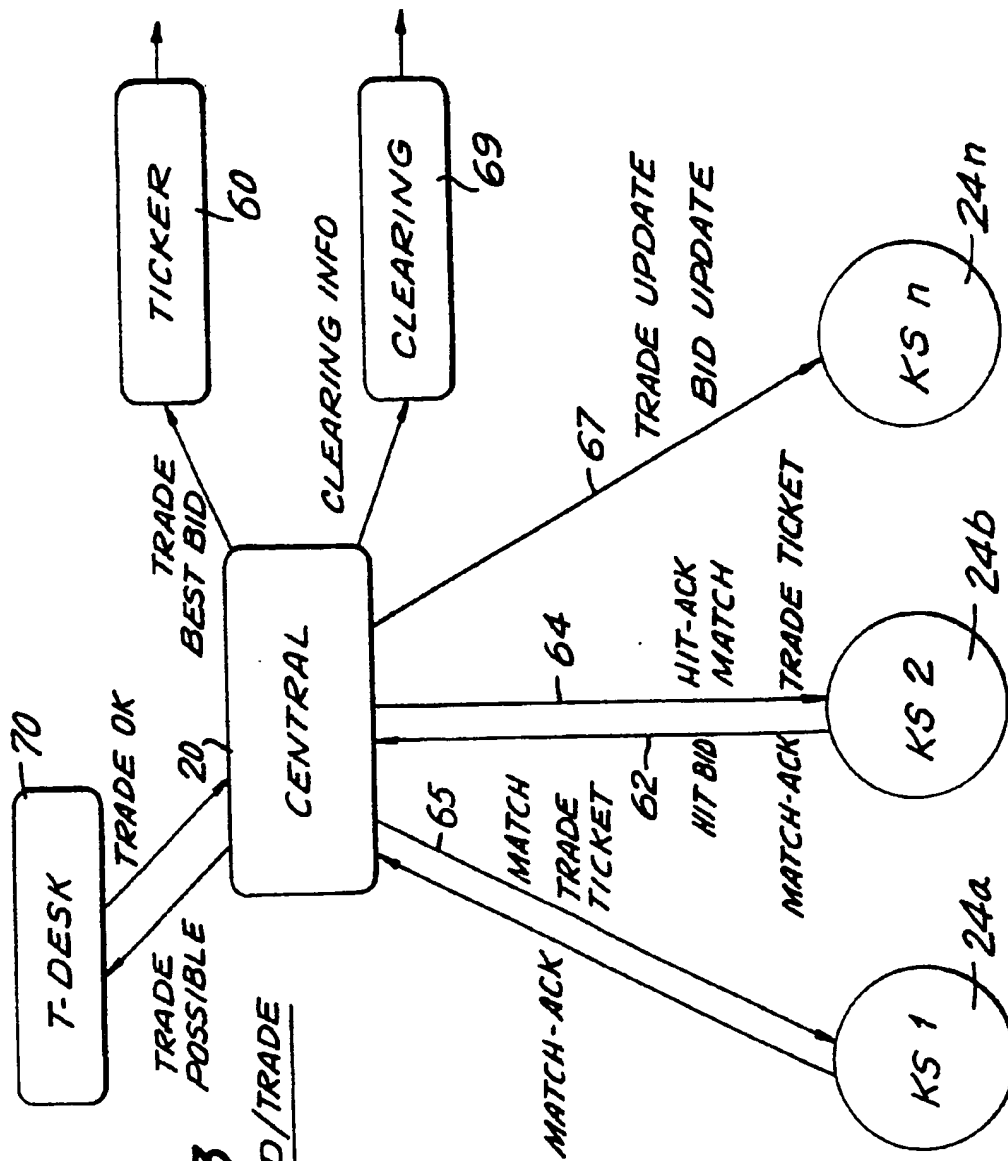 T-DESK
70
TRADE OK
TRADE
POSSIBLE
20
CENTRAL
TRADE
BEST BID
TICKER
60
CLEARING INFO
CLEARING
69
3
D/TRADE
MATCH-ACK
65
MATCH
TRADE
TICKET
62
HIT BID
MATCH-ACK
64
HIT-ACK
MATCH
TRADE TICKET
67
TRADE UPDATE
BID UPDATE
KS 1
24a
KS 2
24b
KS n
24n